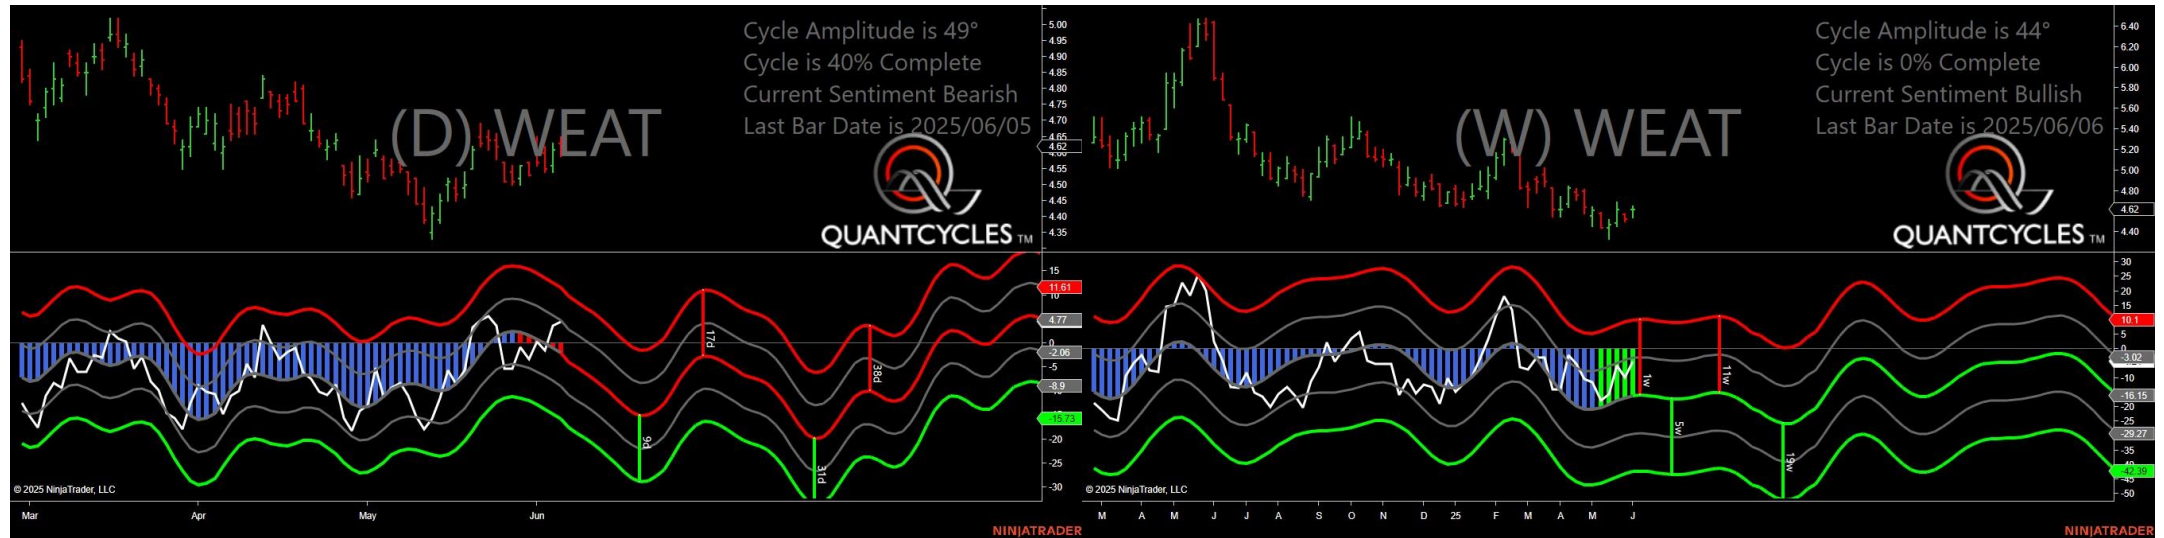 Cycle Amplitude is 49°
Cycle is 40% Complete
Current Sentiment Bearish
Last Bar Date is 2025/06/05
(D) WEAT
QUANTCYCLES TM
5.00
4.95
4.90
4.85
4.80
4.75
4.70
4.65
4.62
4.60
4.55
4.50
4.45
4.40
4.35
15
11.61
10
4.77
0
-2.06
-5
-8.9
-15.73
-20
-25
-30
9d
17d
31d
38d
© 2025 NinjaTrader, LLC
Mar
Apr
May
Jun
NINJATRADER
Cycle Amplitude is 44°
Cycle is 0% Complete
Current Sentiment Bullish
Last Bar Date is 2025/06/06
(W) WEAT
QUANTCYCLES TM
6.40
6.20
6.00
5.80
5.60
5.40
5.20
5.00
4.80
4.62
4.40
30
25
20
15
10.1
5
0
-3.02
-10
-16.15
-20
-25
-29.27
-35
-42.39
-45
-50
1w
5w
11w
19w
© 2025 NinjaTrader, LLC
M A M J J A S O N D 25 F M A M J
NINJATRADER